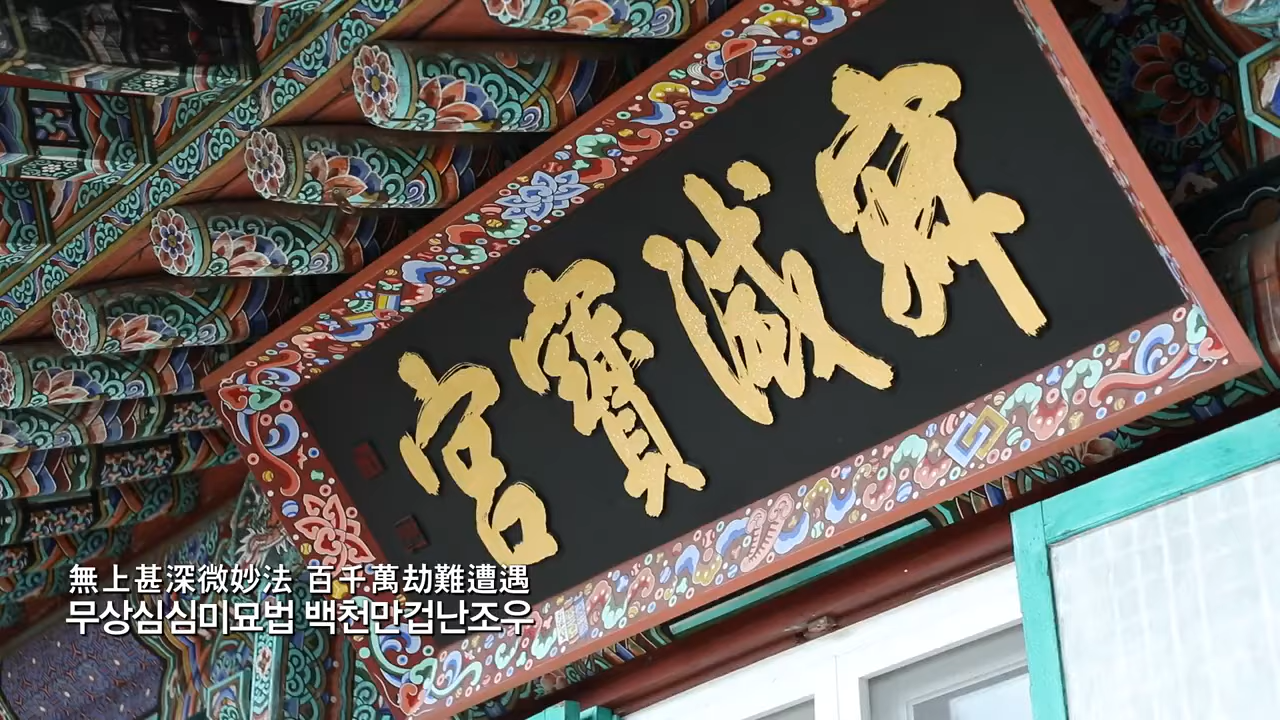 寂滅寶宮
無上甚深微妙法 百千萬劫難遭遇
무상심심미묘법 백천만겁난조우